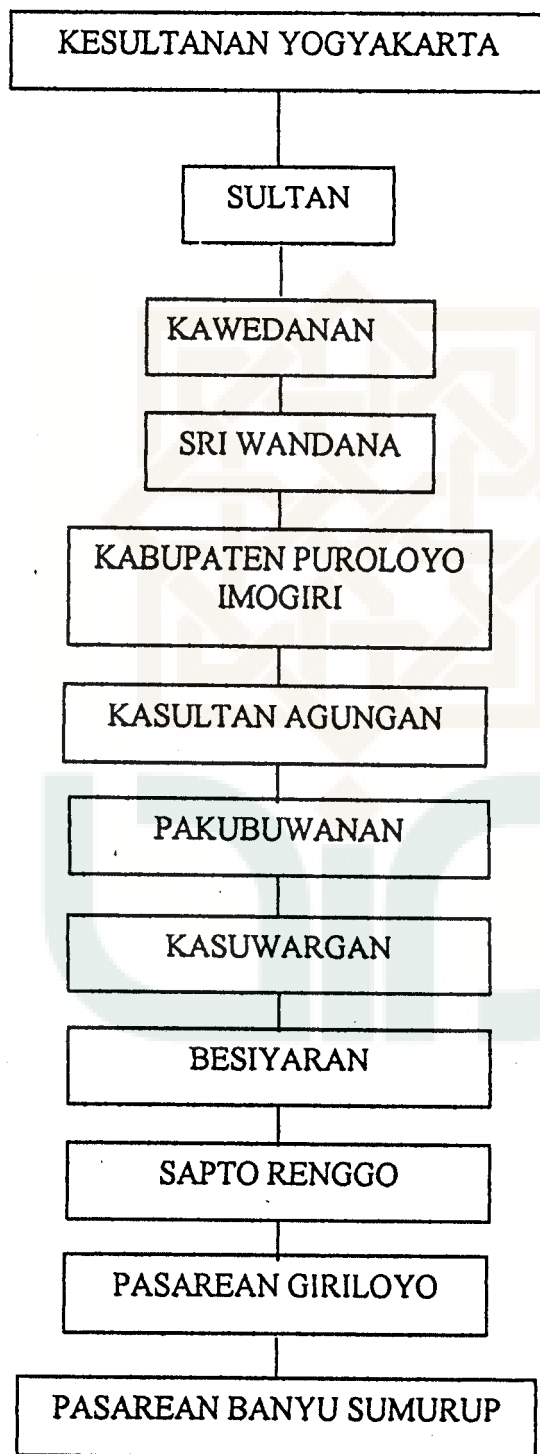 KESULTANAN YOGYAKARTA
SULTAN
KAWEDANAN
SRI WANDANA
KABUPATEN PUROLOYO
IMOGIRI
KASULTAN AGUNGAN
PAKUBUWANAN
KASUWARGAN
BESIYARAN
SAPTO RENGGO
PASAREAN GIRILOYO
PASAREAN BANYU SUMURUP